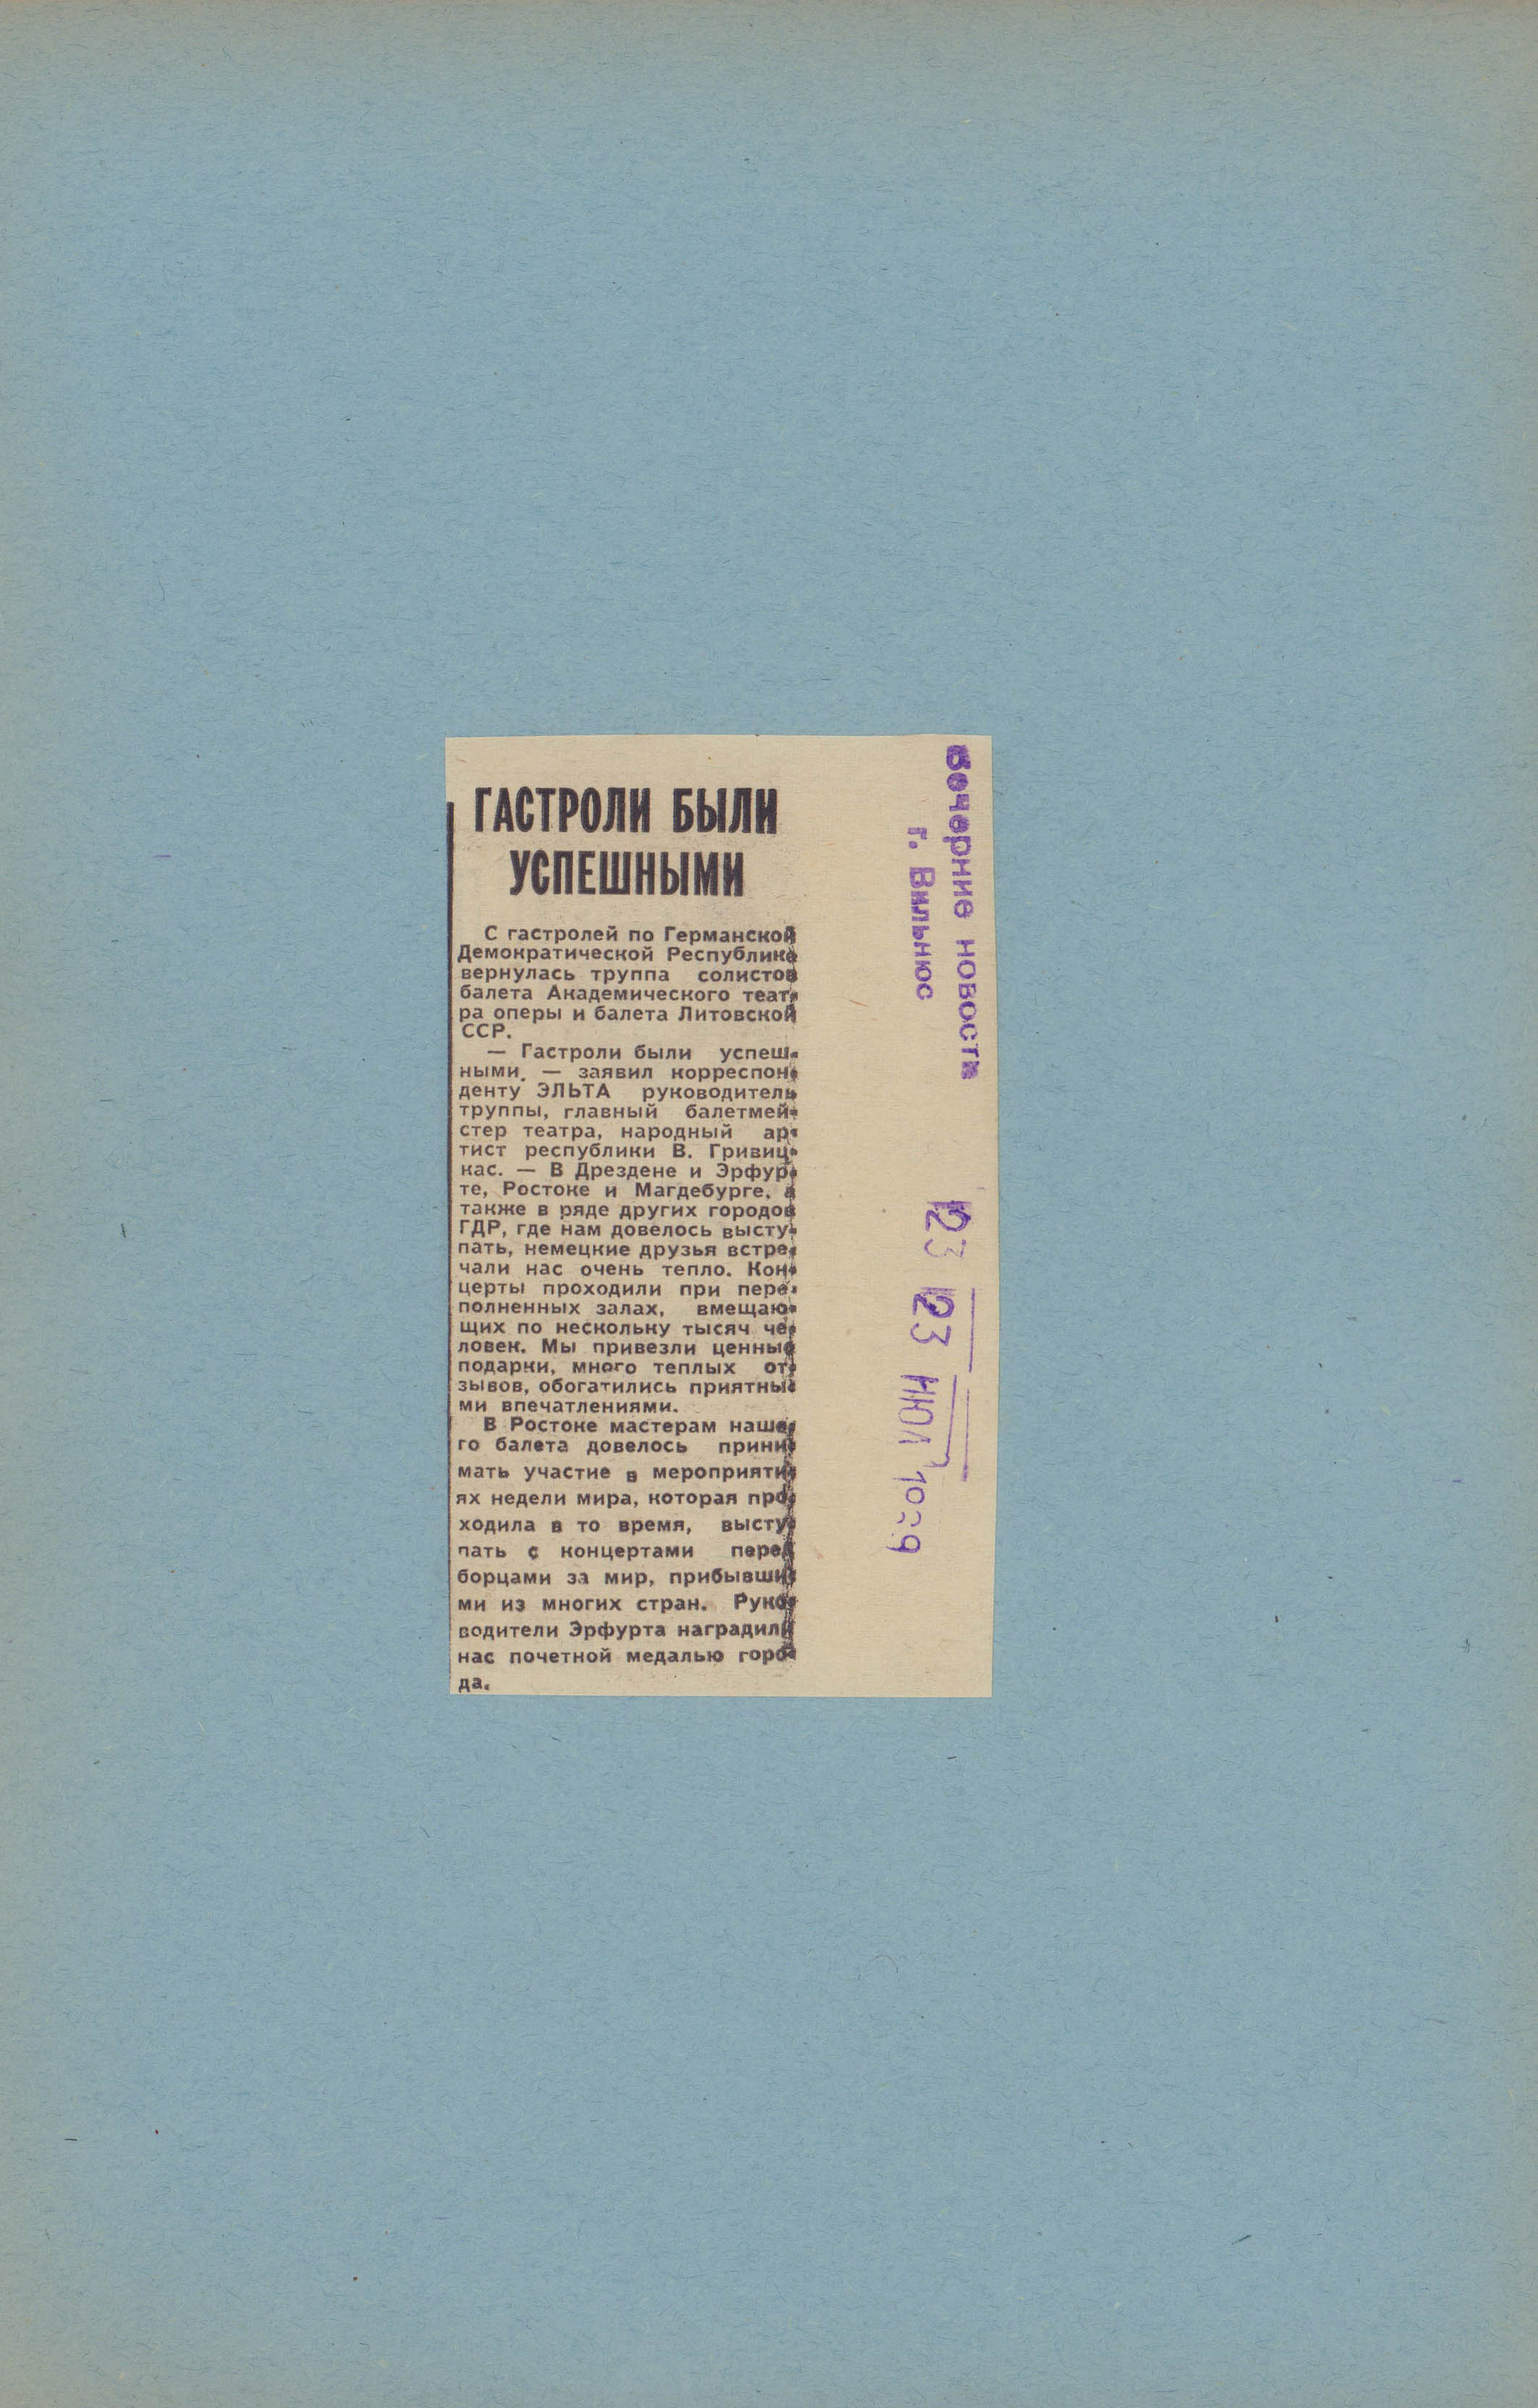 ГАСТРОЛИ БЫЛИ
УСПЕШНЫМИ
С гастролей по Германской
Демократической Республике
вернулась труппа солистов
балета Академического теат-
ра оперы и балета Литовской
ССР.
— Гастроли были успеш-
ными, — заявил корреспон-
денту ЭЛЬТА руководитель
труппы, главный балетмей-
стер театра, народный ар-
тист республики В. Гривиц-
кас. — В Дрездене и Эрфур-
те, Ростоке и Магдебурге, а
также в ряде других городов
ГДР, где нам довелось высту-
пать, немецкие друзья встре-
чали нас очень тепло. Кон-
церты проходили при пере-
полненных залах, вмещаю-
щих по нескольку тысяч че-
ловек. Мы привезли ценные
подарки, много теплых от-
зывов, обогатились приятны-
ми впечатлениями.
В Ростоке мастерам наше-
го балета довелось прини-
мать участие в мероприяти-
ях недели мира, которая про-
ходила в то время, высту-
пать с концертами перед
борцами за мир, прибывши-
ми из многих стран. Руко-
водители Эрфурта наградили
нас почетной медалью горо-
да.
Вечерние новости
г. Вильнюс
23
23 ИЮЛ